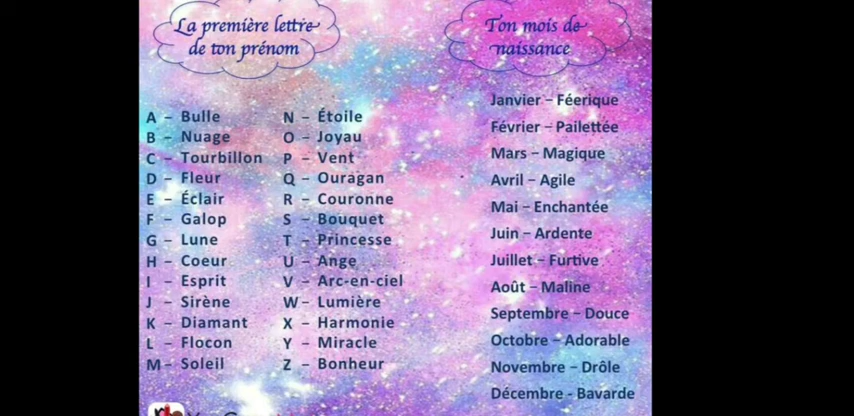 La première lettre
de ton prénom
A – Bulle
B – Nuage
C – Tourbillon
D – Fleur
E – Éclair
F – Galop
G – Lune
H – Coeur
I – Esprit
J – Sirène
K – Diamant
L – Flocon
M – Soleil
N – Étoile
O – Joyau
P – Vent
Q – Ouragan
R – Couronne
S – Bouquet
T – Princesse
U – Ange
V – Arc-en-ciel
W – Lumière
X – Harmonie
Y – Miracle
Z – Bonheur
Ton mois de
naissance
Janvier – Féerique
Février – Pailettée
Mars – Magique
Avril – Agile
Mai – Enchantée
Juin – Ardente
Juillet – Furtive
Août – Maline
Septembre – Douce
Octobre – Adorable
Novembre – Drôle
Décembre - Bavarde